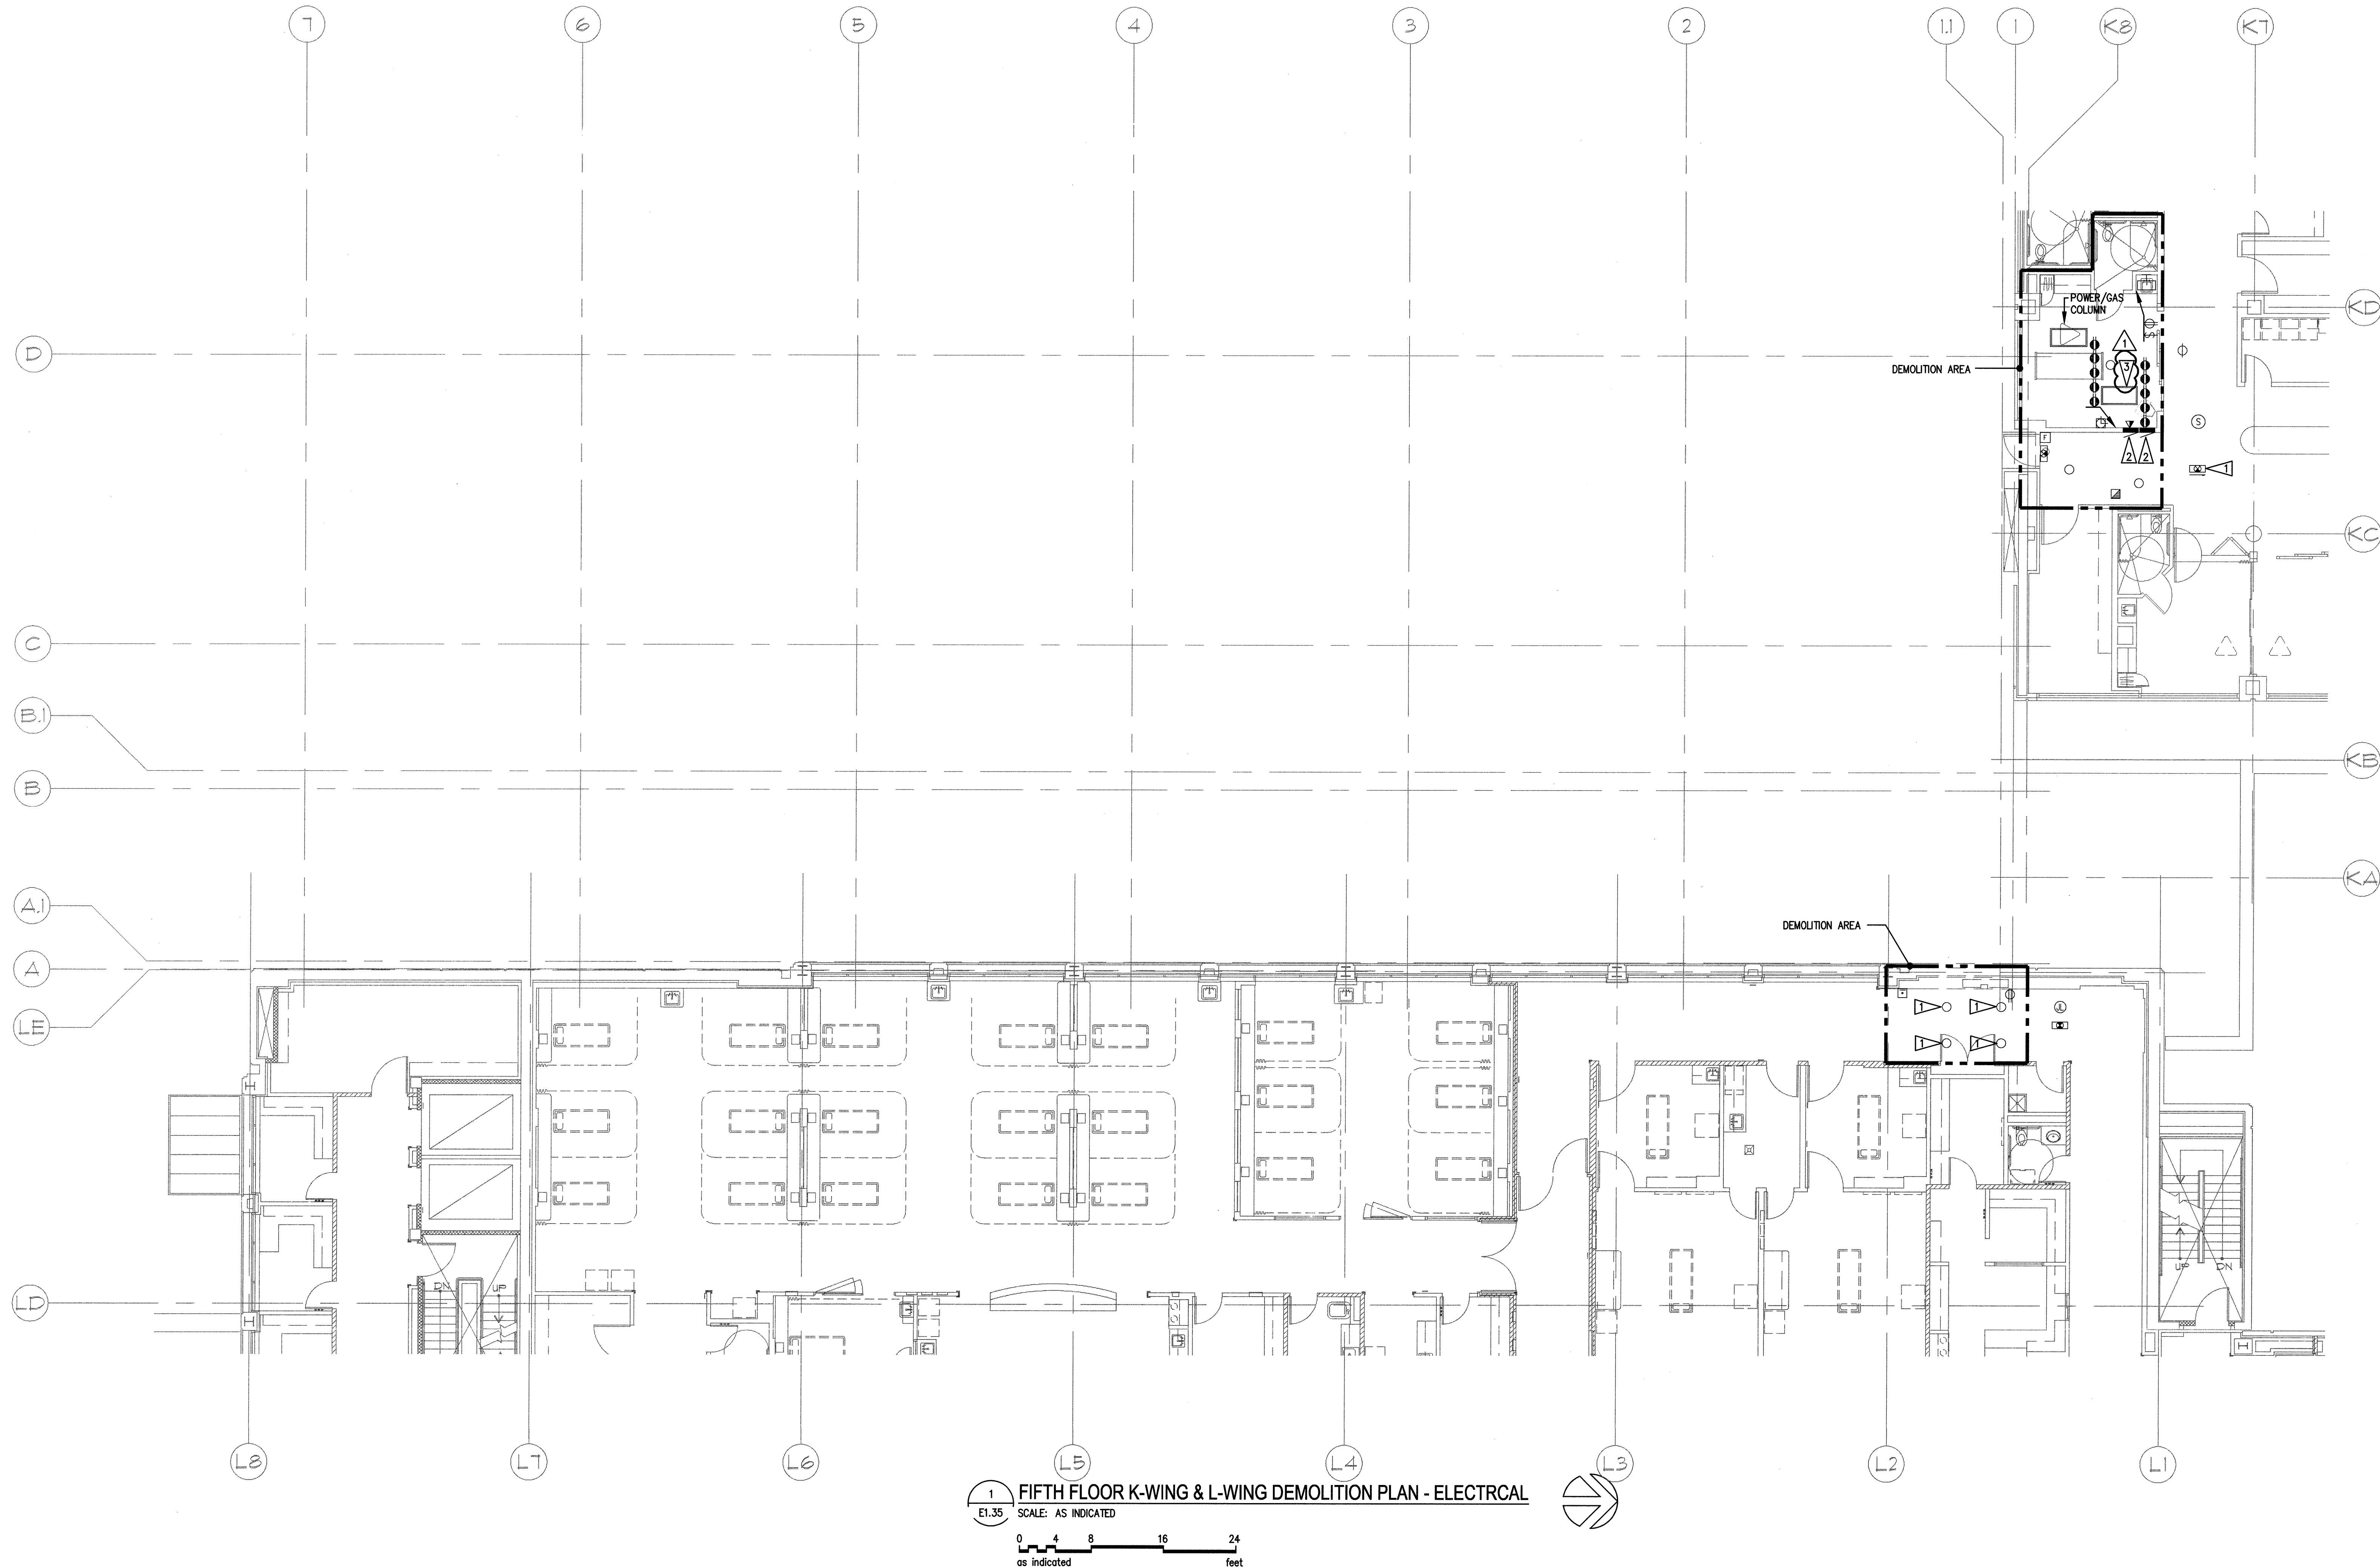 7
6
5
4
3
2
1.1
1
K8
K7
POWER/GAS
COLUMN
KD
S
D
1
3
DEMOLITION AREA
S
F
2
2
1
KC
C
B.1
KB
B
KA
A.1
DEMOLITION AREA
A
1
1
LE
JL
1
1
DN
UP
UP
DN
LD
L8
L7
L6
L5
L4
L3
L2
L1
1
E1.35
FIFTH FLOOR K-WING & L-WING DEMOLITION PLAN - ELECTRCAL
SCALE: AS INDICATED
0 4 8 16 24
as indicated feet